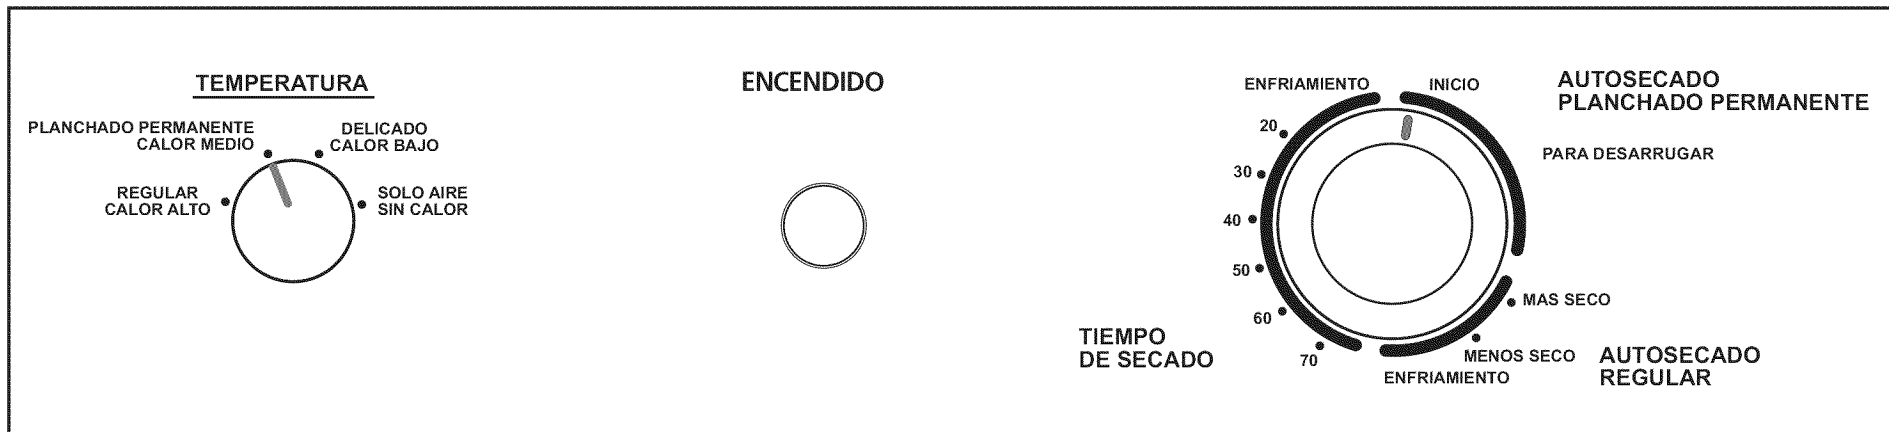 TEMPERATURA
PLANCHADO PERMANENTE
CALOR MEDIO
DELICADO
CALOR BAJO
REGULAR
CALOR ALTO
SOLO AIRE
SIN CALOR
ENCENDIDO
ENFRIAMIENTO
INICIO
AUTOSECADO
PLANCHADO PERMANENTE
20
30
40
50
60
70
PARA DESARRUGAR
MAS SECO
MENOS SECO
ENFRIAMIENTO
TIEMPO
DE SECADO
AUTOSECADO
REGULAR